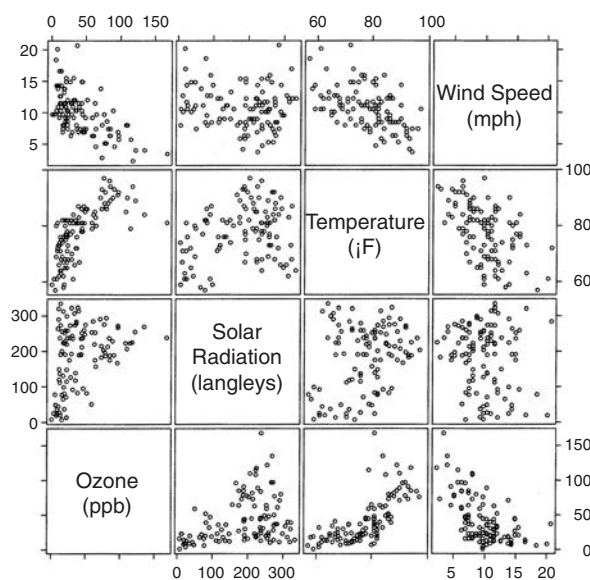 0 50 100 150 60 80 100
20
15
10
5
Wind Speed
(mph)
Temperature
(¡F)
100
80
60
300
200
100
0
Solar
Radiation
(langleys)
Ozone
(ppb)
150
100
50
0
0 100 200 300 5 10 15 20